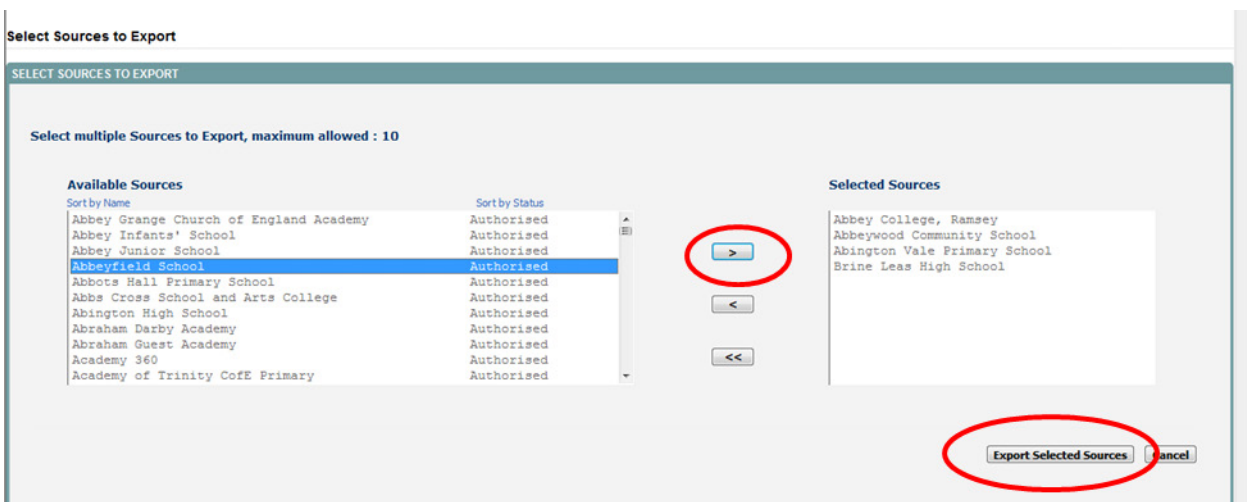 Select Sources to Export
SELECT SOURCES TO EXPORT
Select multiple Sources to Export, maximum allowed : 10
Available Sources
Sort by Name Sort by Status
Abbey Grange Church of England Academy Authorised
Abbey Infants' School Authorised
Abbey Junior School Authorised
Abbeyfield School Authorised
Abbots Hall Primary School Authorised
Abbs Cross School and Arts College Authorised
Abington High School Authorised
Abraham Darby Academy Authorised
Abraham Guest Academy Authorised
Academy 360 Authorised
Academy of Trinity CofE Primary Authorised
>
<
<<
Selected Sources
Abbey College, Ramsey
Abbeywood Community School
Abington Vale Primary School
Brine Leas High School
Export Selected Sources Cancel